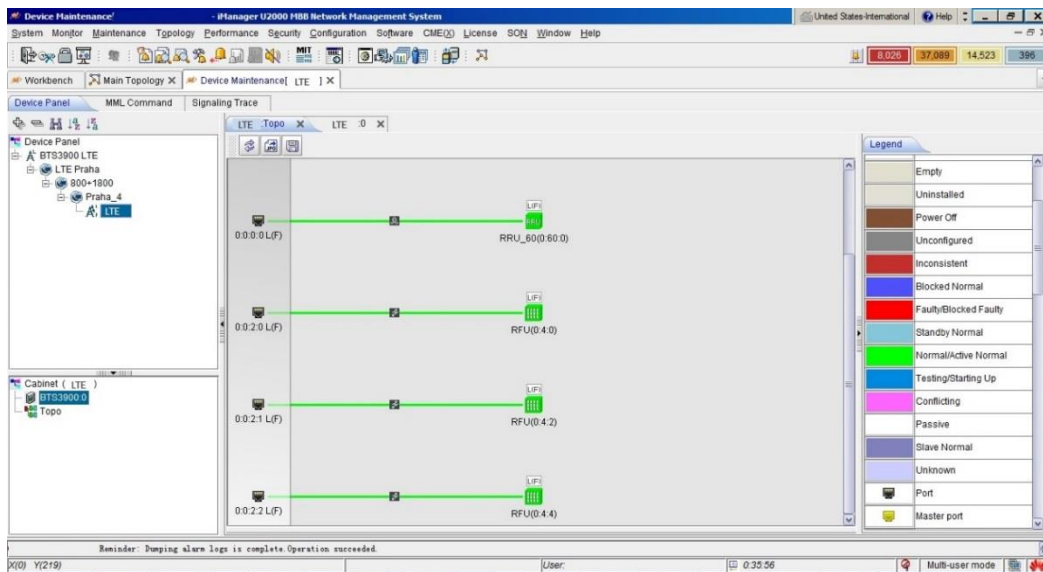 Device Maintenance! - iManager U2000 MBB Network Management System United States-International Help
System Monitor Maintenance Topology Performance Security Configuration Software CME(X) License SON Window Help
MIT 8,026 37,089 14,523 396
Workbench Main Topology X Device Maintenance[ LTE ] X
Device Panel MML Command Signaling Trace
LTE :Topo X LTE :0 X
Device Panel
BTS3900 LTE
LTE Praha
800+1800
Praha_4
LTE
Cabinet ( LTE )
BTS3900:0
Topo
L(F)
RRU
0:0:0:0 L(F) RRU_60(0:60:0)
L(F)
0:0:2:0 L(F) RFU(0:4:0)
L(F)
0:0:2:1 L(F) RFU(0:4:2)
L(F)
0:0:2:2 L(F) RFU(0:4:4)
Legend
Empty
Uninstalled
Power Off
Unconfigured
Inconsistent
Blocked Normal
Faulty/Blocked Faulty
Standby Normal
Normal/Active Normal
Testing/Starting Up
Conflicting
Passive
Slave Normal
Unknown
Port
Master port
Reminder: Dumping alarm logs is complete.Operation succeeded.
X(0) Y(219) User: 0:35:56 Multi-user mode